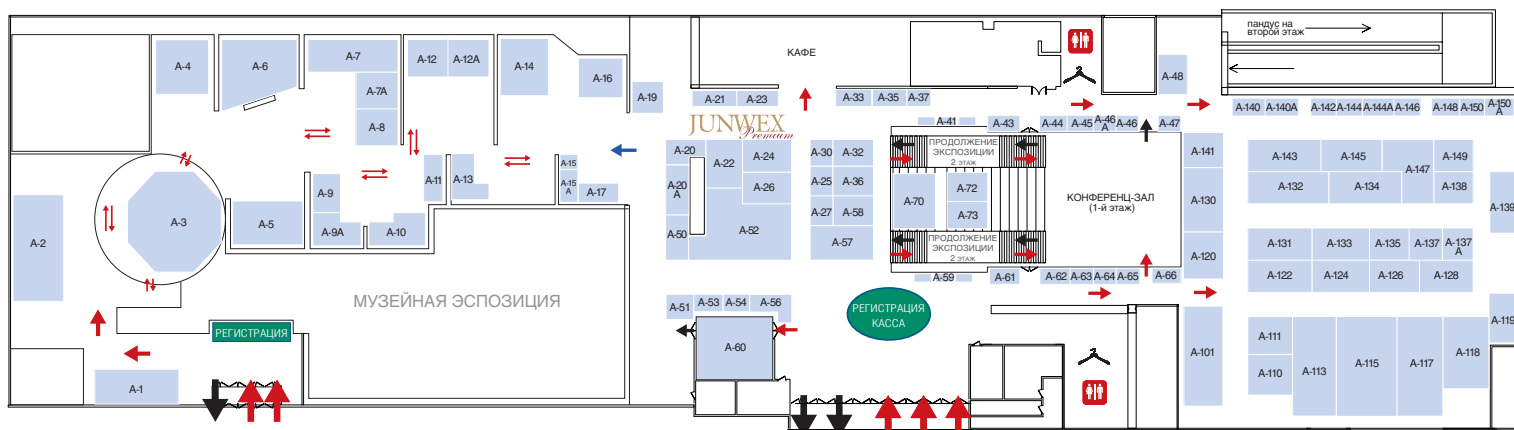 пандус на
второй этаж
КАФЕ
A-4
A-6
A-7
A-7A
A-8
A-12
A-12A
A-14
A-16
A-19
A-21
A-23
A-33
A-35
A-37
A-48
A-140
A-140A
A-142
A-144
A-144A
A-146
A-148
A-150
A-150
A
JUNWEX
Premium
A-41
A-43
A-44
A-45
A-46
A
A-46
A-47
A-2
A-3
A-5
A-9
A-9A
A-10
A-11
A-13
A-15
A-15
A
A-17
A-20
A-20
A
A-22
A-24
A-26
A-50
A-52
A-30
A-32
A-25
A-36
A-27
A-58
A-57
ПРОДОЛЖЕНИЕ
ЭКСПОЗИЦИИ
2 ЭТАЖ
A-70
A-72
A-73
ПРОДОЛЖЕНИЕ
ЭКСПОЗИЦИИ
2 ЭТАЖ
КОНФЕРЕНЦ-ЗАЛ
(1-й этаж)
A-141
A-130
A-120
A-143
A-145
A-147
A-149
A-132
A-134
A-138
A-139
A-131
A-133
A-135
A-137
A-137
A
A-122
A-124
A-126
A-128
A-59
A-61
A-62
A-63
A-64
A-65
A-66
МУЗЕЙНАЯ ЭСПОЗИЦИЯ
A-51
A-53
A-54
A-56
A-60
РЕГИСТРАЦИЯ
КАССА
РЕГИСТРАЦИЯ
A-1
A-101
A-111
A-110
A-113
A-115
A-117
A-118
A-119